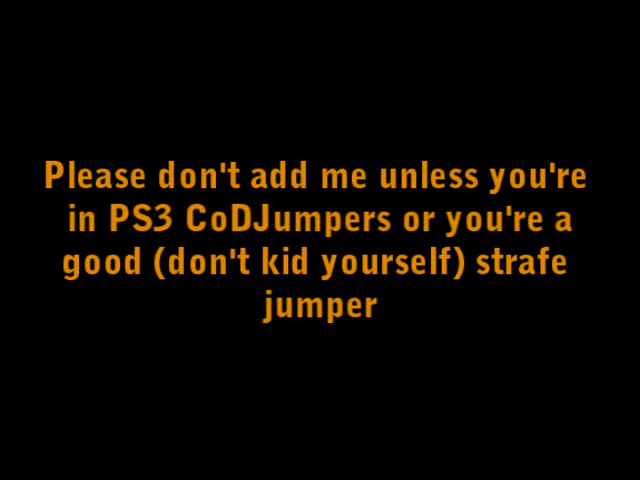 Please don't add me unless you're
in PS3 CoDJumpers or you're a
good (don't kid yourself) strafe
jumper